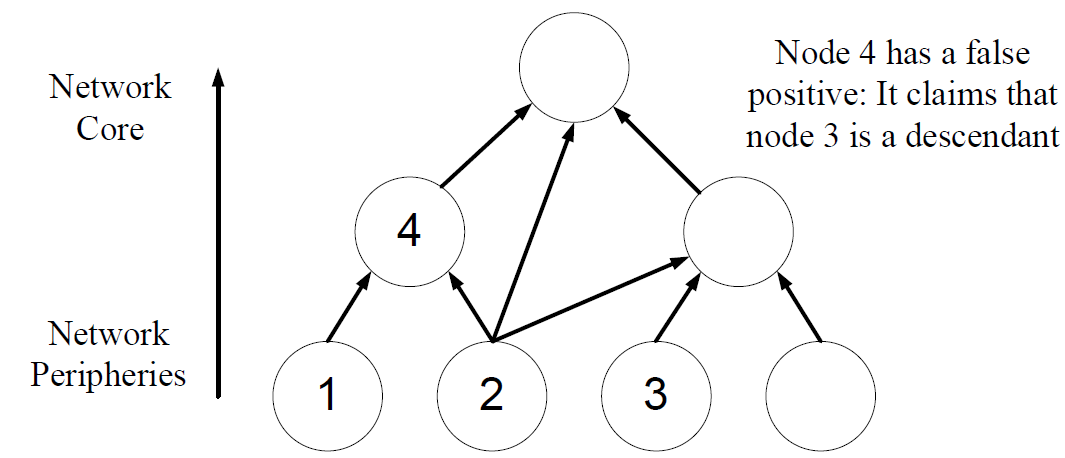 Network
Core
Node 4 has a false
positive: It claims that
node 3 is a descendant
4
Network
Peripheries
1
2
3